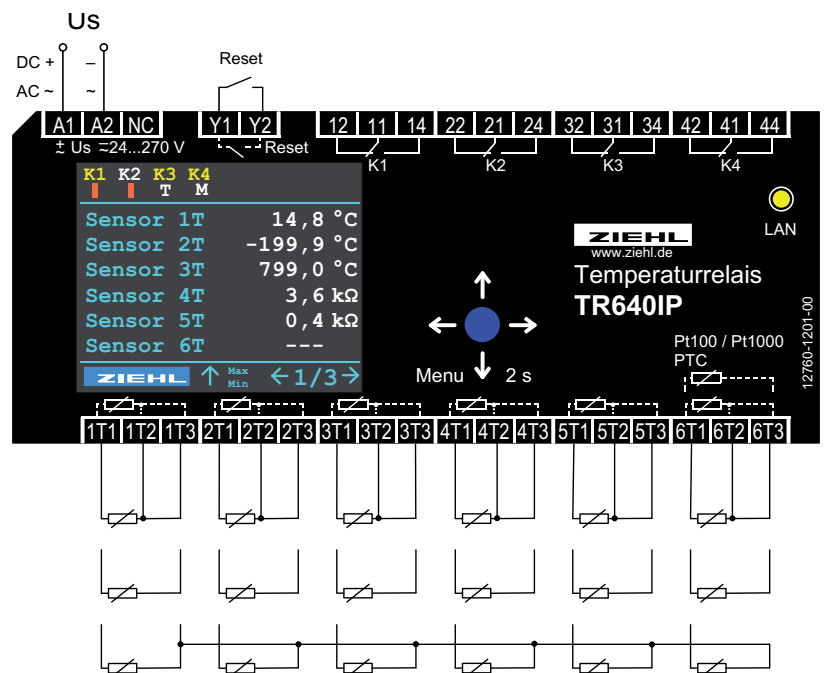 Us
DC + –
AC ~ ~
Reset
A1 A2 NC Y1 Y2 12 11 14 22 21 24 32 31 34 42 41 44
± ~ Us ≂24...270 V Reset K1 K2 K3 K4
K1 K2 K3 K4
T M
Sensor 1T 14,8 °C
Sensor 2T -199,9 °C
Sensor 3T 799,0 °C
Sensor 4T 3,6 kΩ
Sensor 5T 0,4 kΩ
Sensor 6T ---
ZIEHL ↑ Max Min ← 1/3 →
LAN
ZIEHL
www.ziehl.de
Temperaturrelais
TR640IP
Menu 2 s
Pt100 / Pt1000
PTC
12760-1201-00
1T1 1T2 1T3 2T1 2T2 2T3 3T1 3T2 3T3 4T1 4T2 4T3 5T1 5T2 5T3 6T1 6T2 6T3